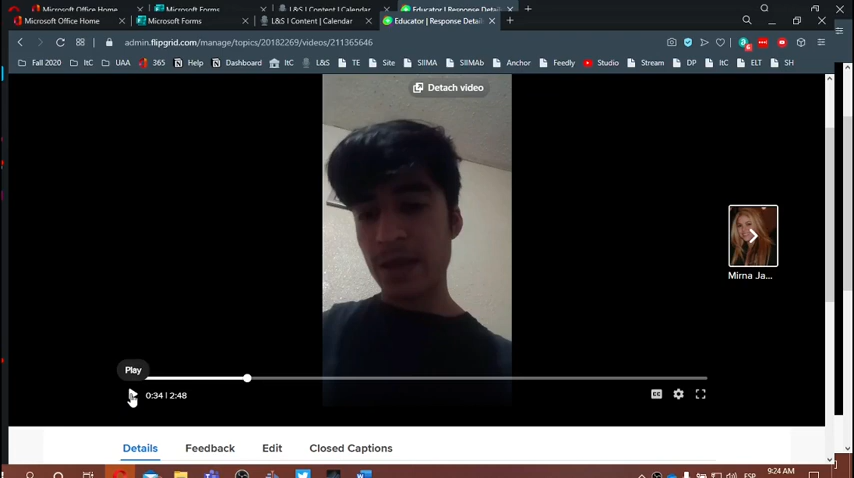 Microsoft Office Home Microsoft Forms L&S | Content | Calendar Educator | Response Detail
Microsoft Office Home Microsoft Forms L&S | Content | Calendar Educator | Response Detail
admin.flipgrid.com/manage/topics/20182269/videos/211365646
Fall 2020 ItC UAA 365 Help Dashboard ItC L&S TE Site SIIMA SIIMAb Anchor Feedly Studio Stream DP ItC ELT SH
Detach video
Mirna Ja...
Play
0:34 | 2:48
CC
Details Feedback Edit Closed Captions
ESP 9:24 AM